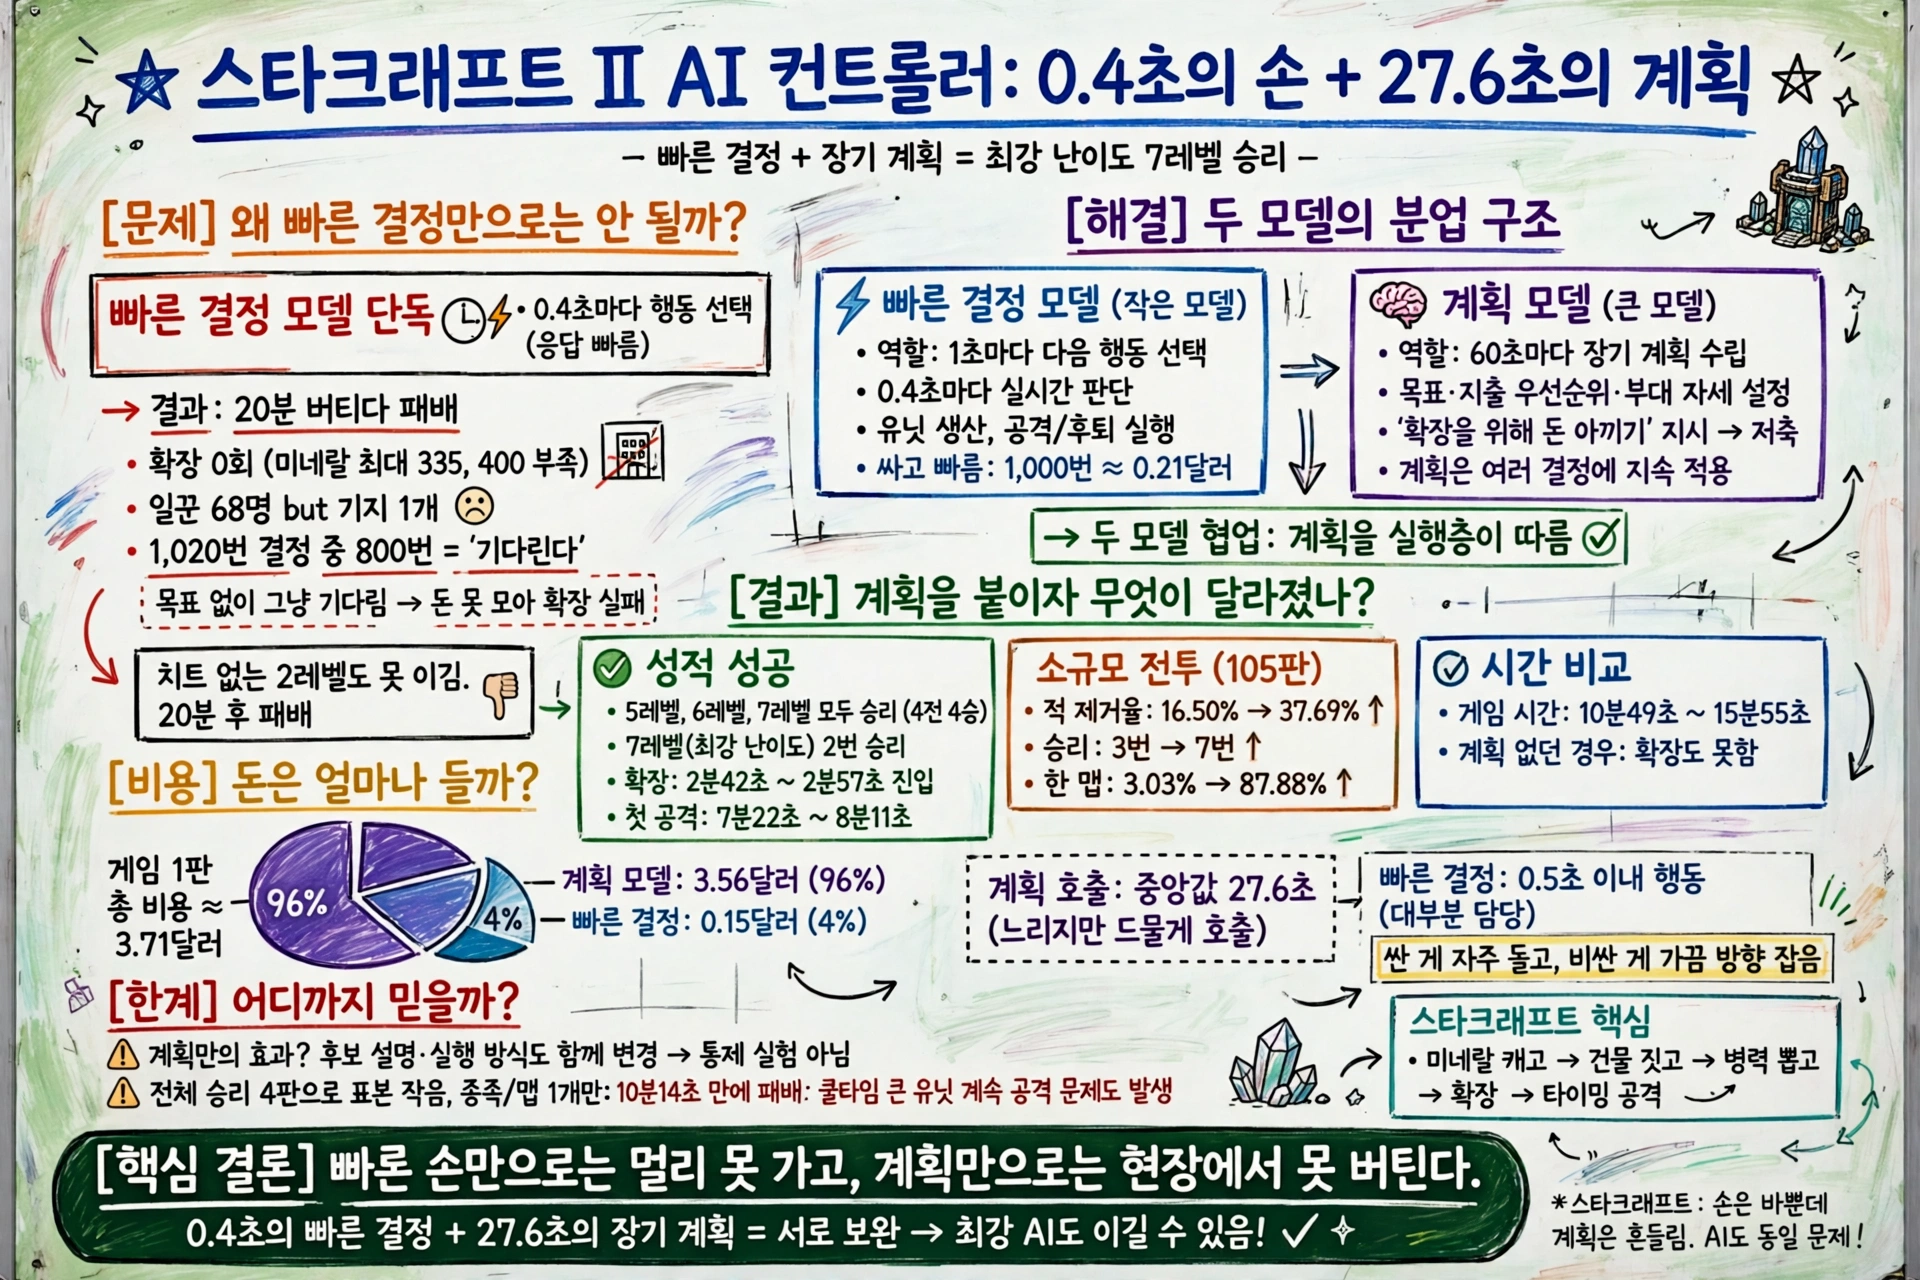 스타크래프트 II AI 컨트롤러: 0.4초의 손 + 27.6초의 계획
– 빠른 결정 + 장기 계획 = 최강 난이도 7레벨 승리 –
[문제] 왜 빠른 결정만으로는 안 될까?
빠른 결정 모델 단독
• 0.4초마다 행동 선택
(응답 빠름)
→ 결과: 20분 버티다 패배
• 확장 0회 (미네랄 최대 335, 400 부족)
• 일꾼 68명 but 기지 1개
• 1,020번 결정 중 800번 = ‘기다린다’
목표 없이 그냥 기다림 → 돈 못 모아 확장 실패
치트 없는 2레벨도 못 이김.
20분 후 패배
[해결] 두 모델의 분업 구조
빠른 결정 모델 (작은 모델)
• 역할: 1초마다 다음 행동 선택
• 0.4초마다 실시간 판단
• 유닛 생산, 공격/후퇴 실행
• 싸고 빠름: 1,000번 ≈ 0.21달러
계획 모델 (큰 모델)
• 역할: 60초마다 장기 계획 수립
• 목표·지출 우선순위·부대 자세 설정
• ‘확장을 위해 돈 아끼기’ 지시 → 저축
• 계획은 여러 결정에 지속 적용
→ 두 모델 협업: 계획을 실행층이 따름
[결과] 계획을 붙이자 무엇이 달라졌나?
성적 성공
• 5레벨, 6레벨, 7레벨 모두 승리 (4전 4승)
• 7레벨(최강 난이도) 2번 승리
• 확장: 2분42초 ~ 2분57초 진입
• 첫 공격: 7분22초 ~ 8분11초
소규모 전투 (105판)
• 적 제거율: 16.50% → 37.69% ↑
• 승리: 3번 → 7번 ↑
• 한 맵: 3.03% → 87.88% ↑
시간 비교
• 게임 시간: 10분49초 ~ 15분55초
• 계획 없던 경우: 확장도 못함
[비용] 돈은 얼마나 들까?
게임 1판
총 비용 ≈
3.71달러
96%
4%
계획 모델: 3.56달러 (96%)
빠른 결정: 0.15달러 (4%)
계획 호출: 중앙값 27.6초
(느리지만 드물게 호출)
빠른 결정: 0.5초 이내 행동
(대부분 담당)
싼 게 자주 돌고, 비싼 게 가끔 방향 잡음
[한계] 어디까지 믿을까?
계획만의 효과? 후보 설명·실행 방식도 함께 변경 → 통제 실험 아님
전체 승리 4판으로 표본 작음, 종족/맵 1개만: 10분14초 만에 패배: 쿨타임 큰 유닛 계속 공격 문제도 발생
스타크래프트 핵심
• 미네랄 캐고 → 건물 짓고 → 병력 뽑고
→ 확장 → 타이밍 공격
[핵심 결론] 빠론 손만으로는 멀리 못 가고, 계획만으로는 현장에서 못 버틴다.
0.4초의 빠른 결정 + 27.6초의 장기 계획 = 서로 보완 → 최강 AI도 이길 수 있음! ✓
*스타크래프트: 손은 바뿐데
계획은 흔들림. AI도 동일 문제!